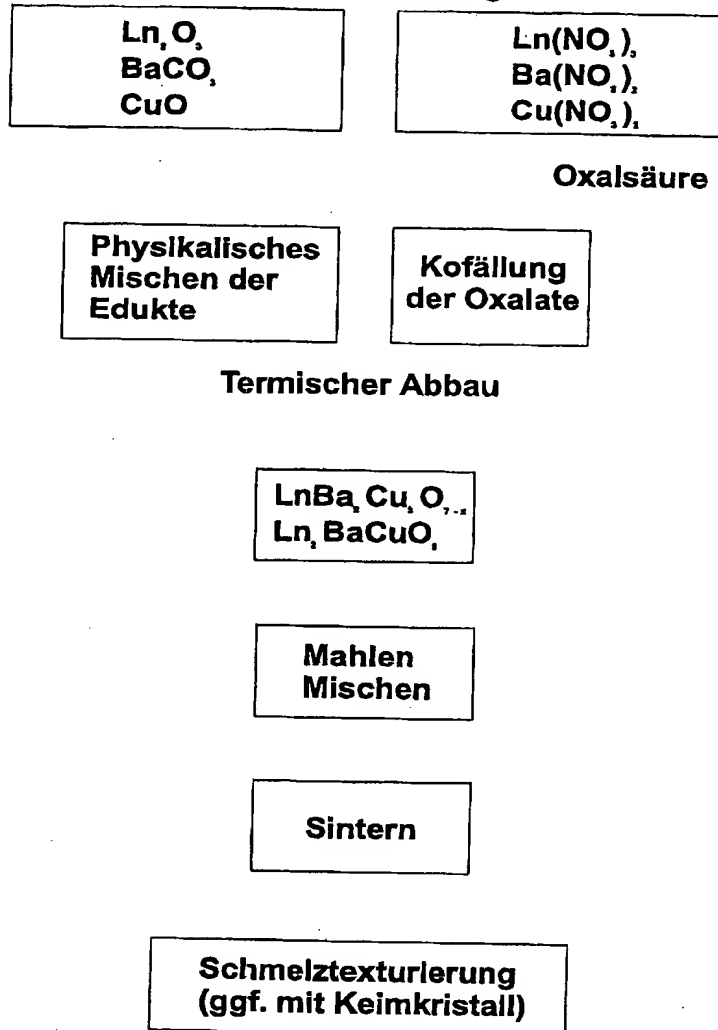 Ln₂O₃
BaCO₃
CuO
Ln(NO₃)₃
Ba(NO₃)₂
Cu(NO₃)₂
Oxalsäure
Physikalisches
Mischen der
Edukte
Kofällung
der Oxalate
Termischer Abbau
LnBa₂Cu₃O₇₋ₓ
Ln₂BaCuO₅
Mahlen
Mischen
Sintern
Schmelztexturierung
(ggf. mit Keimkristall)